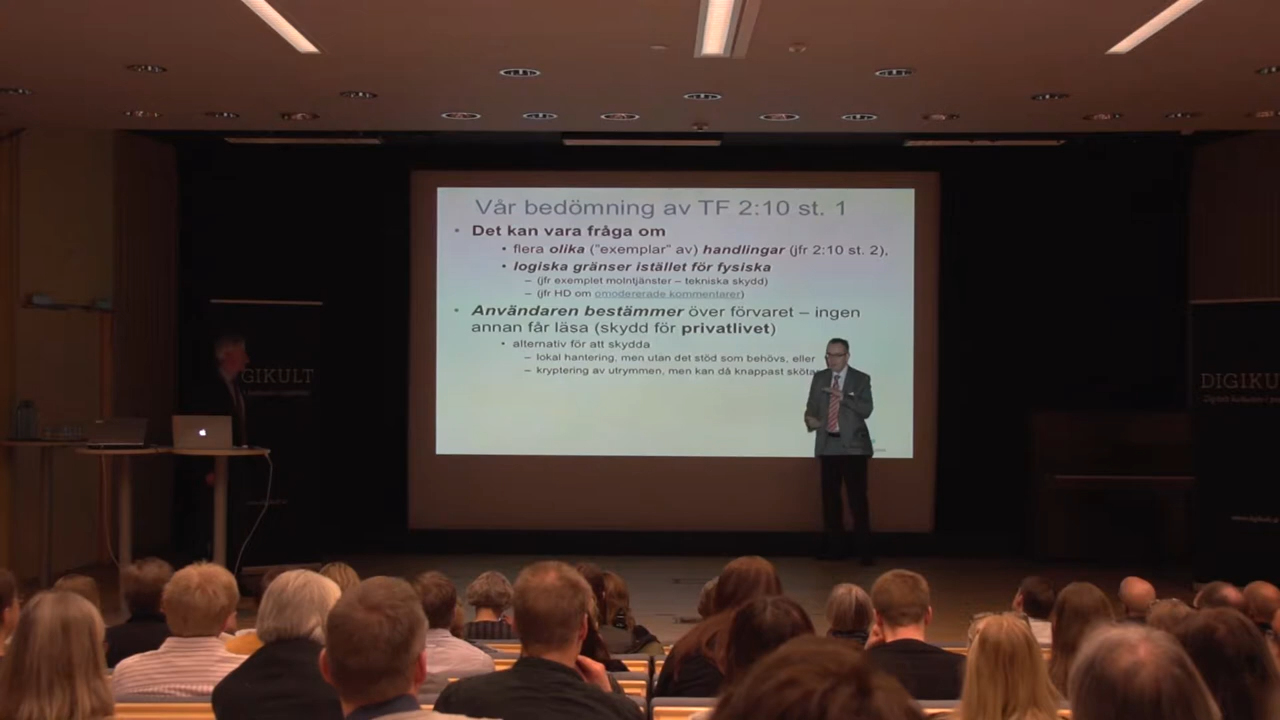 Vår bedömning av TF 2:10 st. 1
• Det kan vara fråga om
• flera olika ("exemplar" av) handlingar (jfr 2:10 st. 2),
• logiska gränser istället för fysiska
– (jfr exemplet molntjänster – tekniska skydd)
– (jfr HD om omodererade kommentarer)
• Användaren bestämmer över förvaret – ingen
annan får läsa (skydd för privatlivet)
• alternativ för att skydda
– lokal hantering, men utan det stöd som behövs, eller
– kryptering av utrymmen, men kan då knappast
GIKULT
DIGIKU